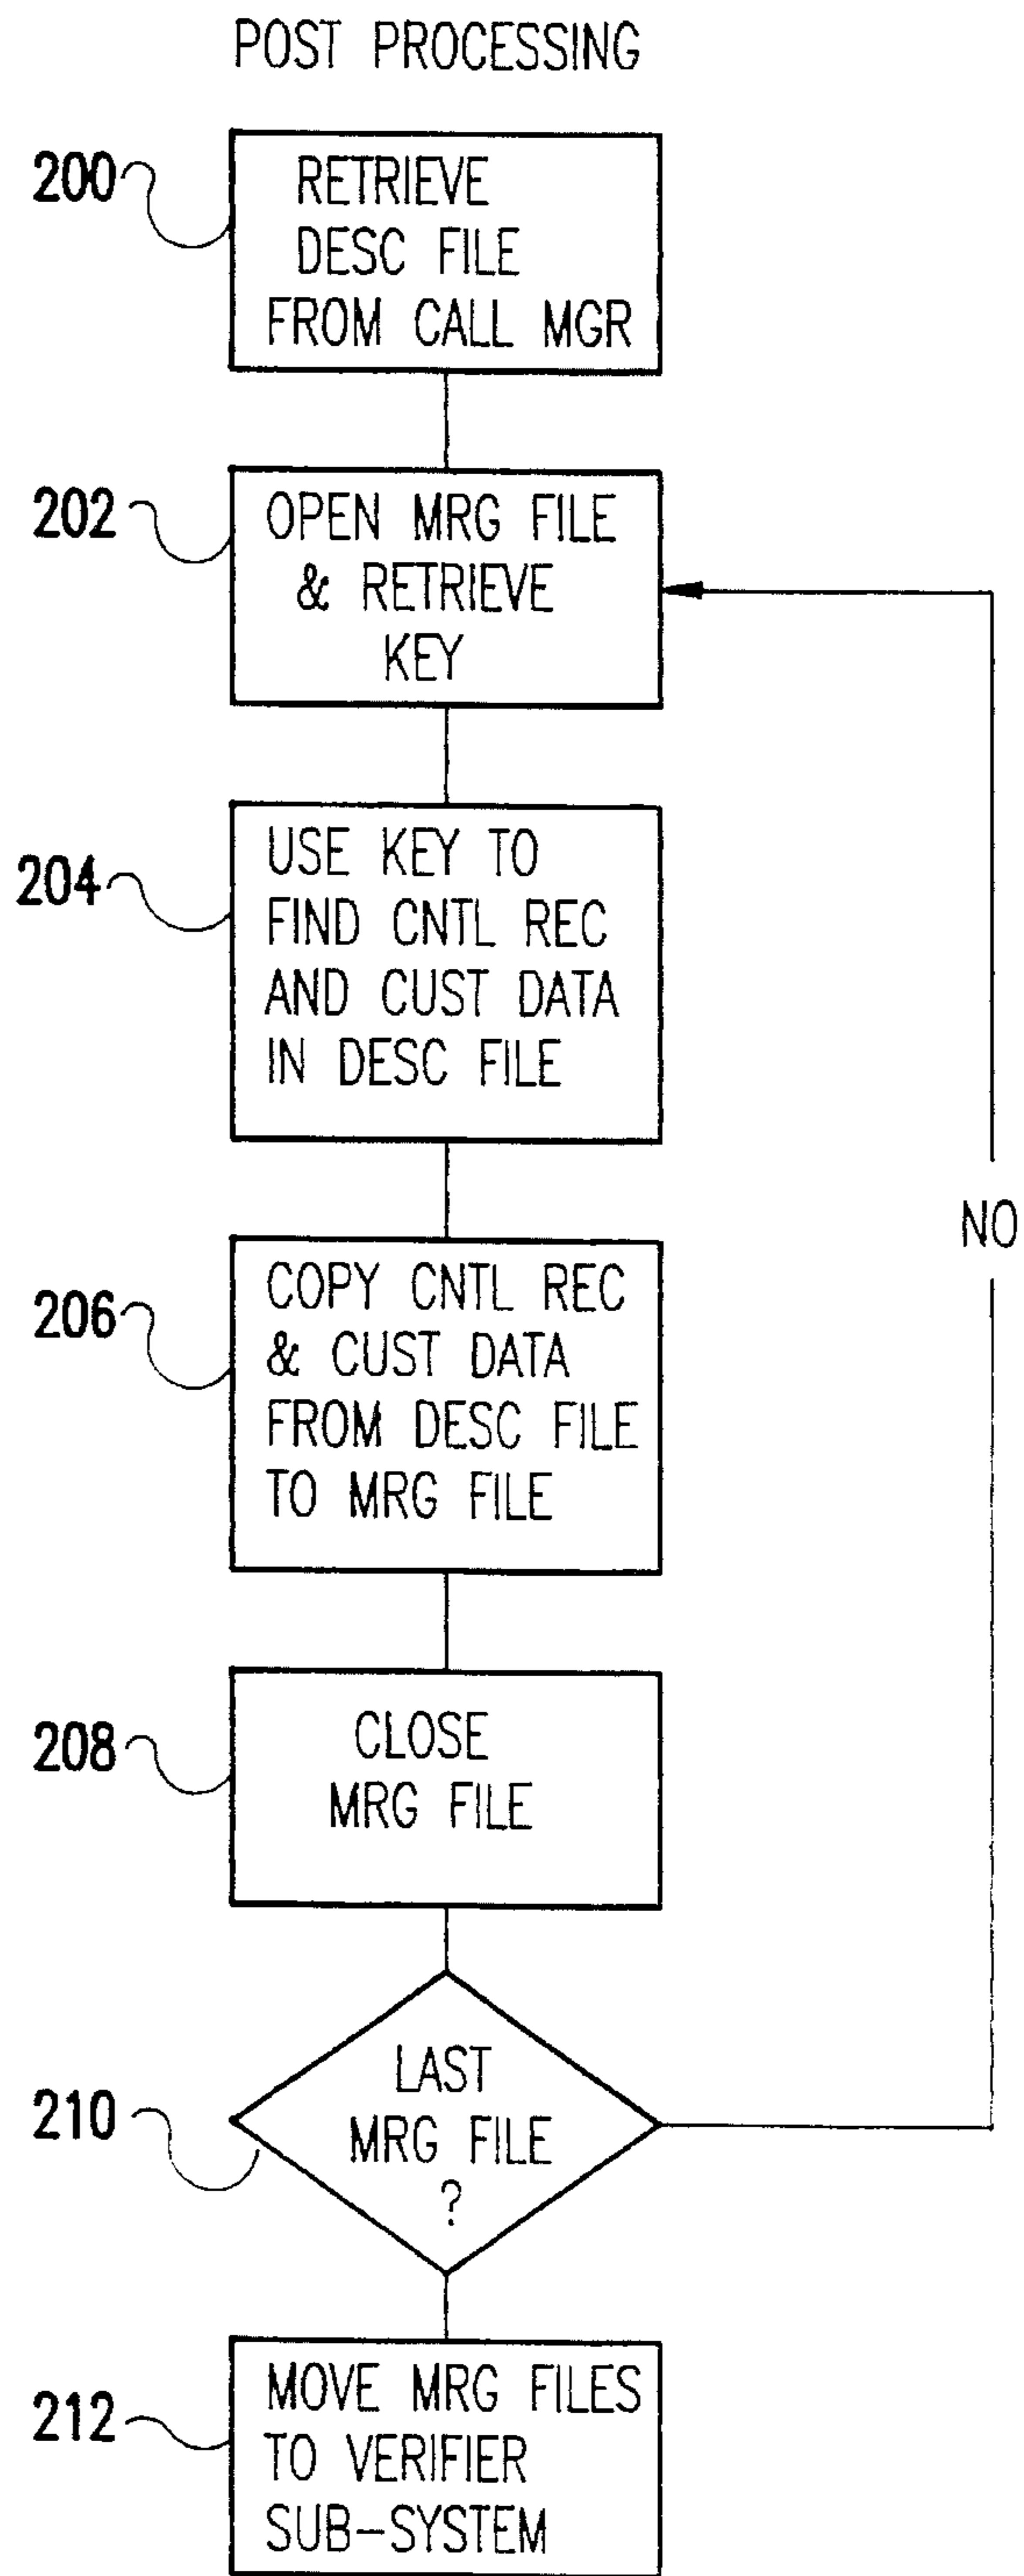 POST PROCESSING
200
RETRIEVE
DESC FILE
FROM CALL MGR
202
OPEN MRG FILE
& RETRIEVE
KEY
204
USE KEY TO
FIND CNTL REC
AND CUST DATA
IN DESC FILE
NO
206
COPY CNTL REC
& CUST DATA
FROM DESC FILE
TO MRG FILE
208
CLOSE
MRG FILE
210
LAST
MRG FILE
?
212
MOVE MRG FILES
TO VERIFIER
SUB-SYSTEM